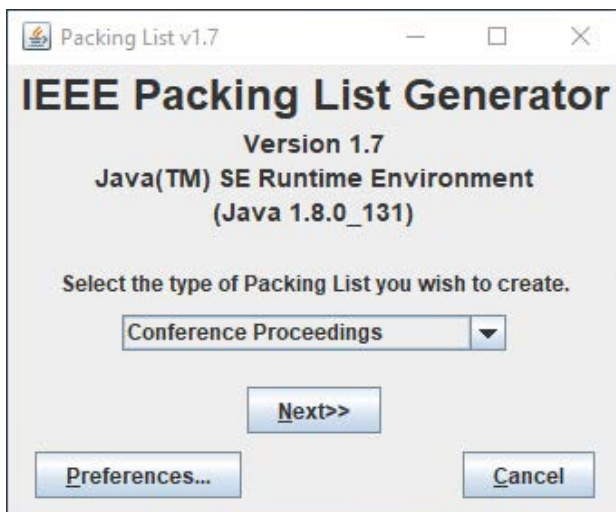 Packing List v1.7
IEEE Packing List Generator
Version 1.7
Java(TM) SE Runtime Environment
(Java 1.8.0_131)
Select the type of Packing List you wish to create.
Conference Proceedings
Next>>
Preferences...
Cancel